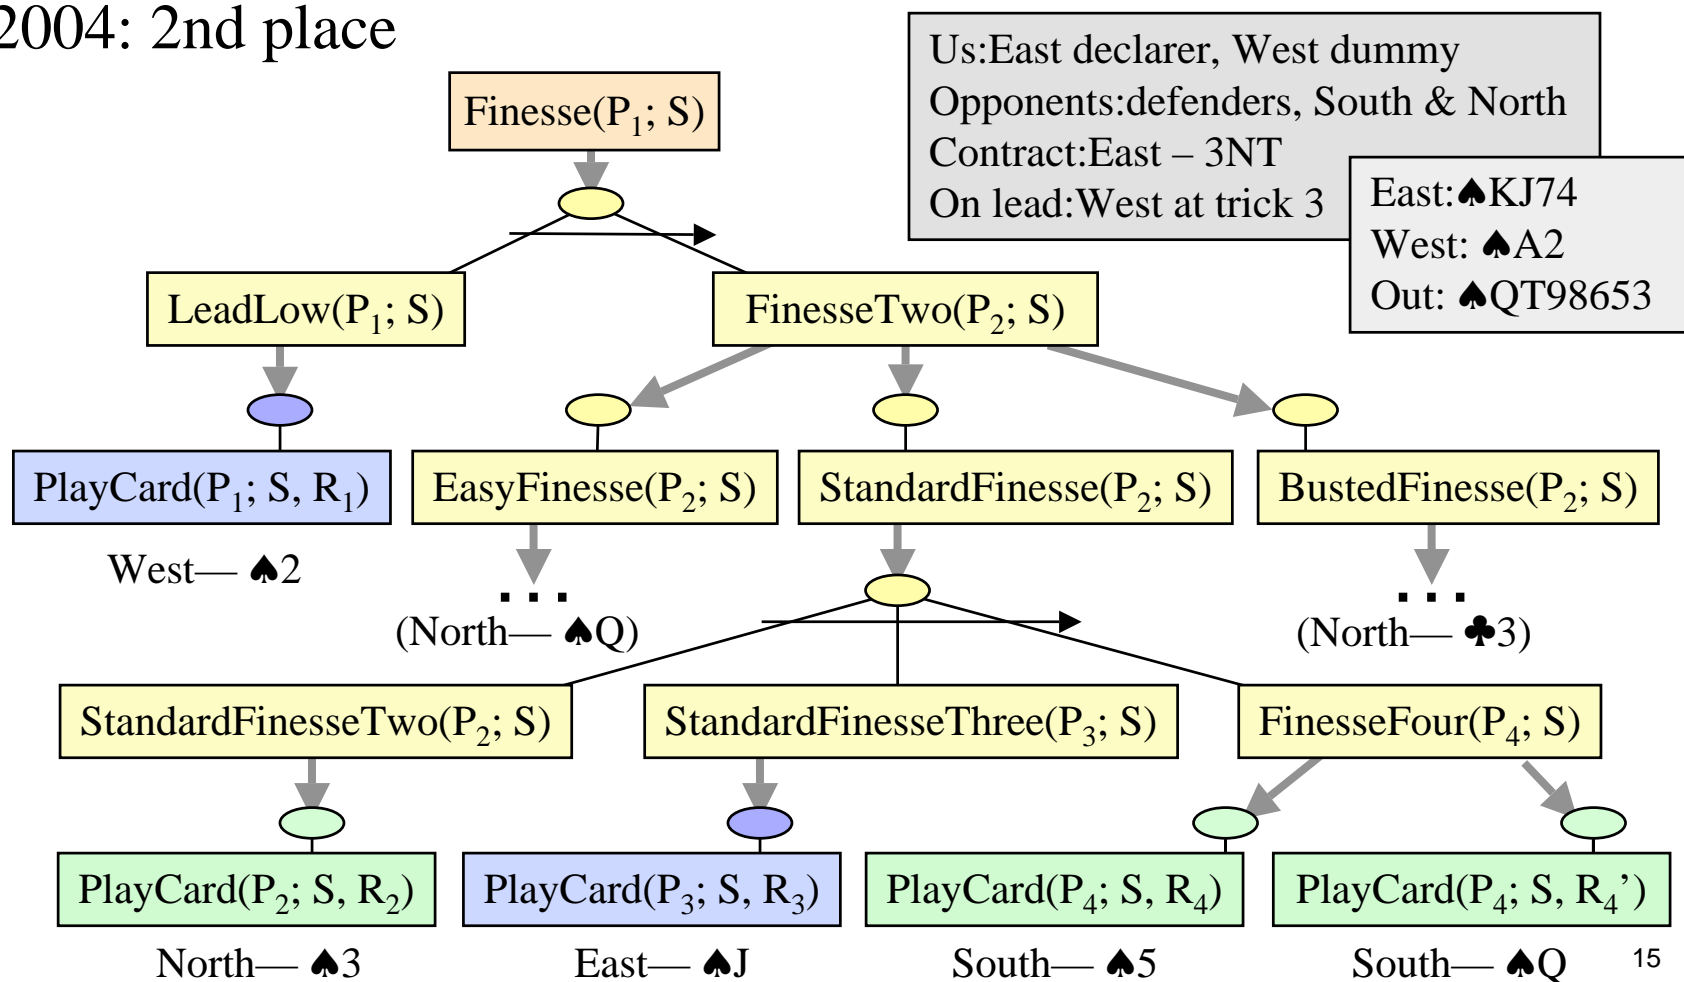 2004: 2nd place
Us:East declarer, West dummy
Opponents:defenders, South & North
Contract:East – 3NT
On lead:West at trick 3
East:♠KJ74
West: ♠A2
Out: ♠QT98653
Finesse(P1; S)
LeadLow(P1; S)
FinesseTwo(P2; S)
PlayCard(P1; S, R1)
EasyFinesse(P2; S)
StandardFinesse(P2; S)
BustedFinesse(P2; S)
West— ♠2
...
(North— ♠Q)
...
(North— ♣3)
StandardFinesseTwo(P2; S)
StandardFinesseThree(P3; S)
FinesseFour(P4; S)
PlayCard(P2; S, R2)
PlayCard(P3; S, R3)
PlayCard(P4; S, R4)
PlayCard(P4; S, R4’)
North— ♠3
East— ♠J
South— ♠5
South— ♠Q
15